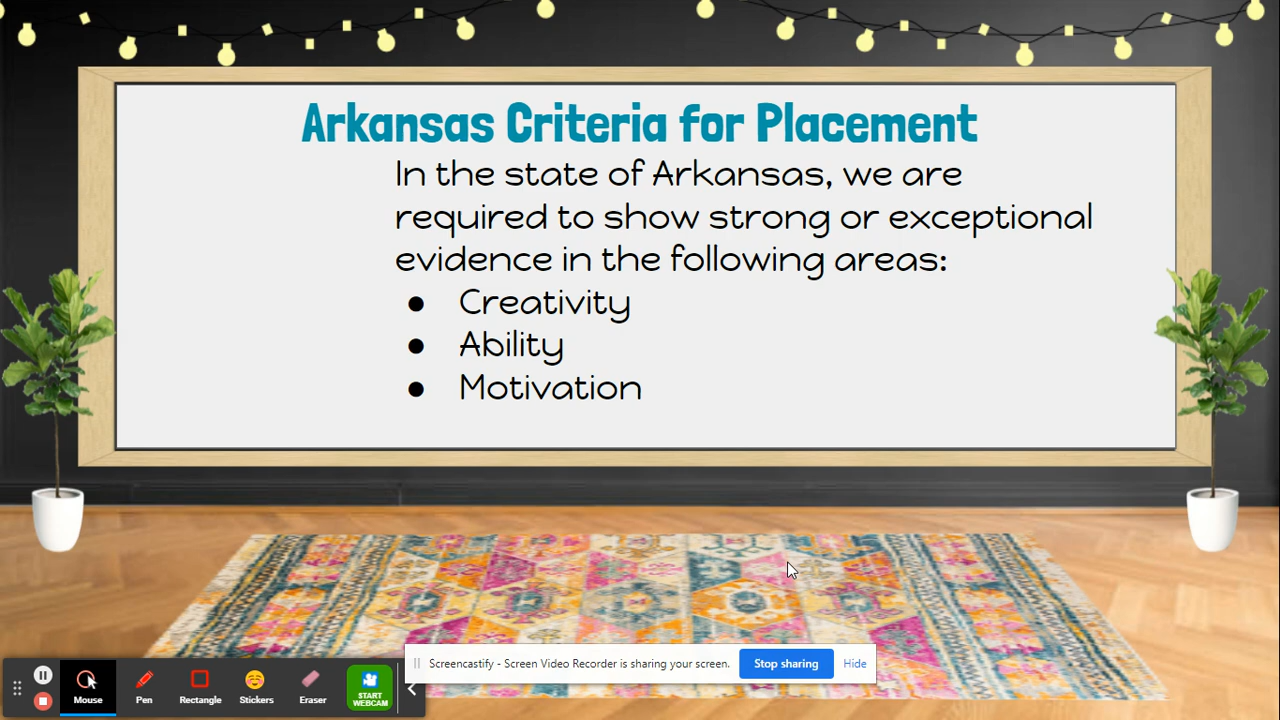 Arkansas Criteria for Placement
In the state of Arkansas, we are
required to show strong or exceptional
evidence in the following areas:
● Creativity
● Ability
● Motivation
Screencastify - Screen Video Recorder is sharing your screen. Stop sharing Hide
Mouse Pen Rectangle Stickers Eraser START WEBCAM